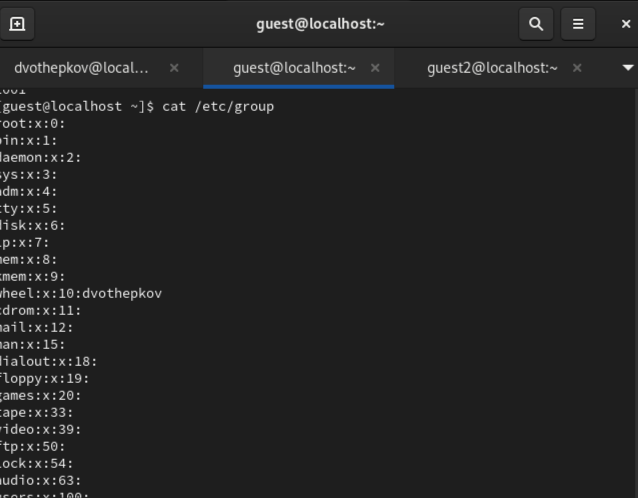 guest@localhost:~
dvothepkov@local...
guest@localhost:~
guest2@localhost:~
[guest@localhost ~]$ cat /etc/group
root:x:0:
bin:x:1:
daemon:x:2:
sys:x:3:
adm:x:4:
tty:x:5:
disk:x:6:
lp:x:7:
mem:x:8:
kmem:x:9:
wheel:x:10:dvothepkov
cdrom:x:11:
mail:x:12:
man:x:15:
dialout:x:18:
floppy:x:19:
games:x:20:
tape:x:33:
video:x:39:
ftp:x:50:
lock:x:54:
audio:x:63:
users:x:100: